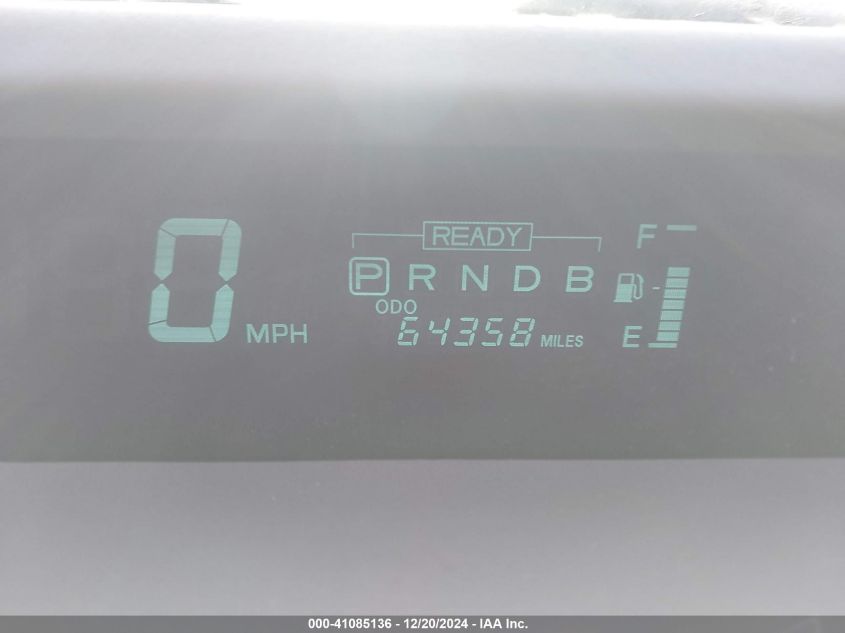 READY
F
P R N D B
0 MPH
ODO
64358 MILES
E
000-41085136 - 12/20/2024 - IAA Inc.